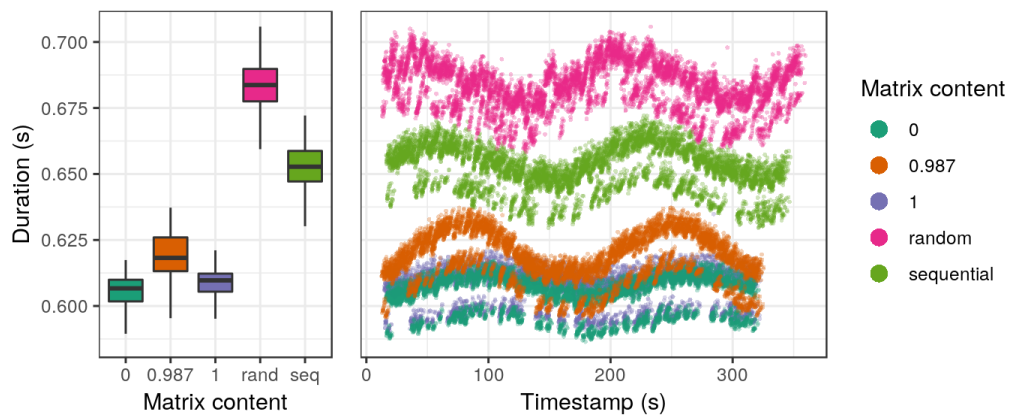 Duration (s)
0.700
0.675
0.650
0.625
0.600
0 0.987 1 rand seq
Matrix content
0 100 200 300
Timestamp (s)
Matrix content
0
0.987
1
random
sequential